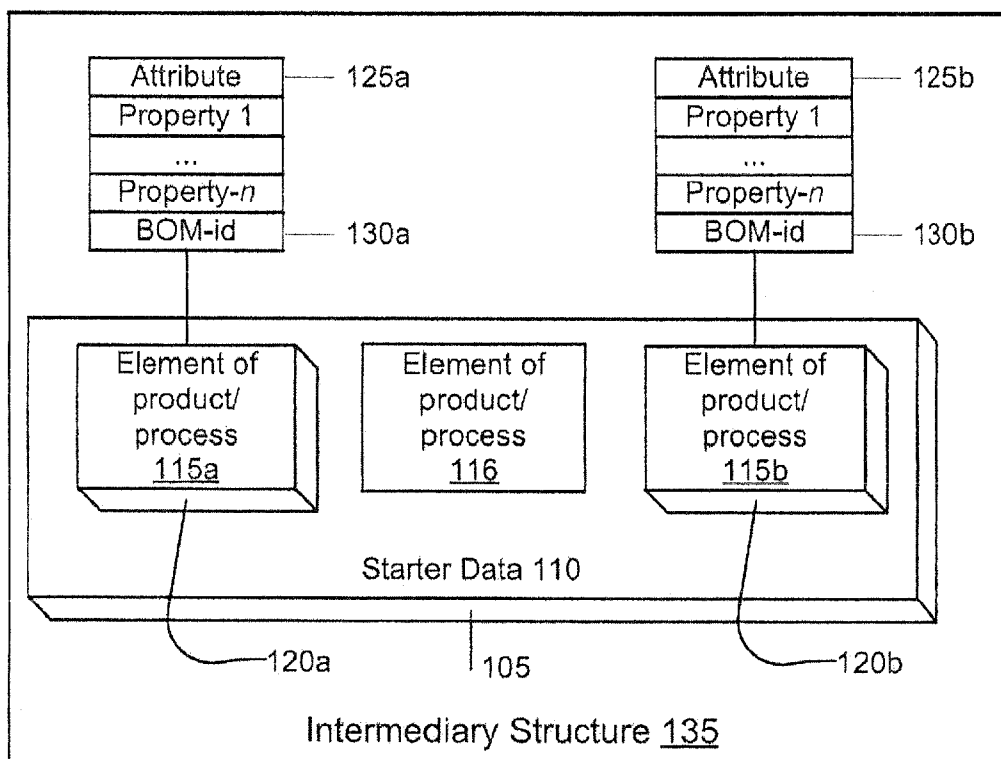 Attribute
Property 1
...
Property-n
BOM-id
125a
130a
Attribute
Property 1
...
Property-n
BOM-id
125b
130b
Element of
product/
process
115a
Element of
product/
process
116
Element of
product/
process
115b
Starter Data 110
120a
105
120b
Intermediary Structure 135